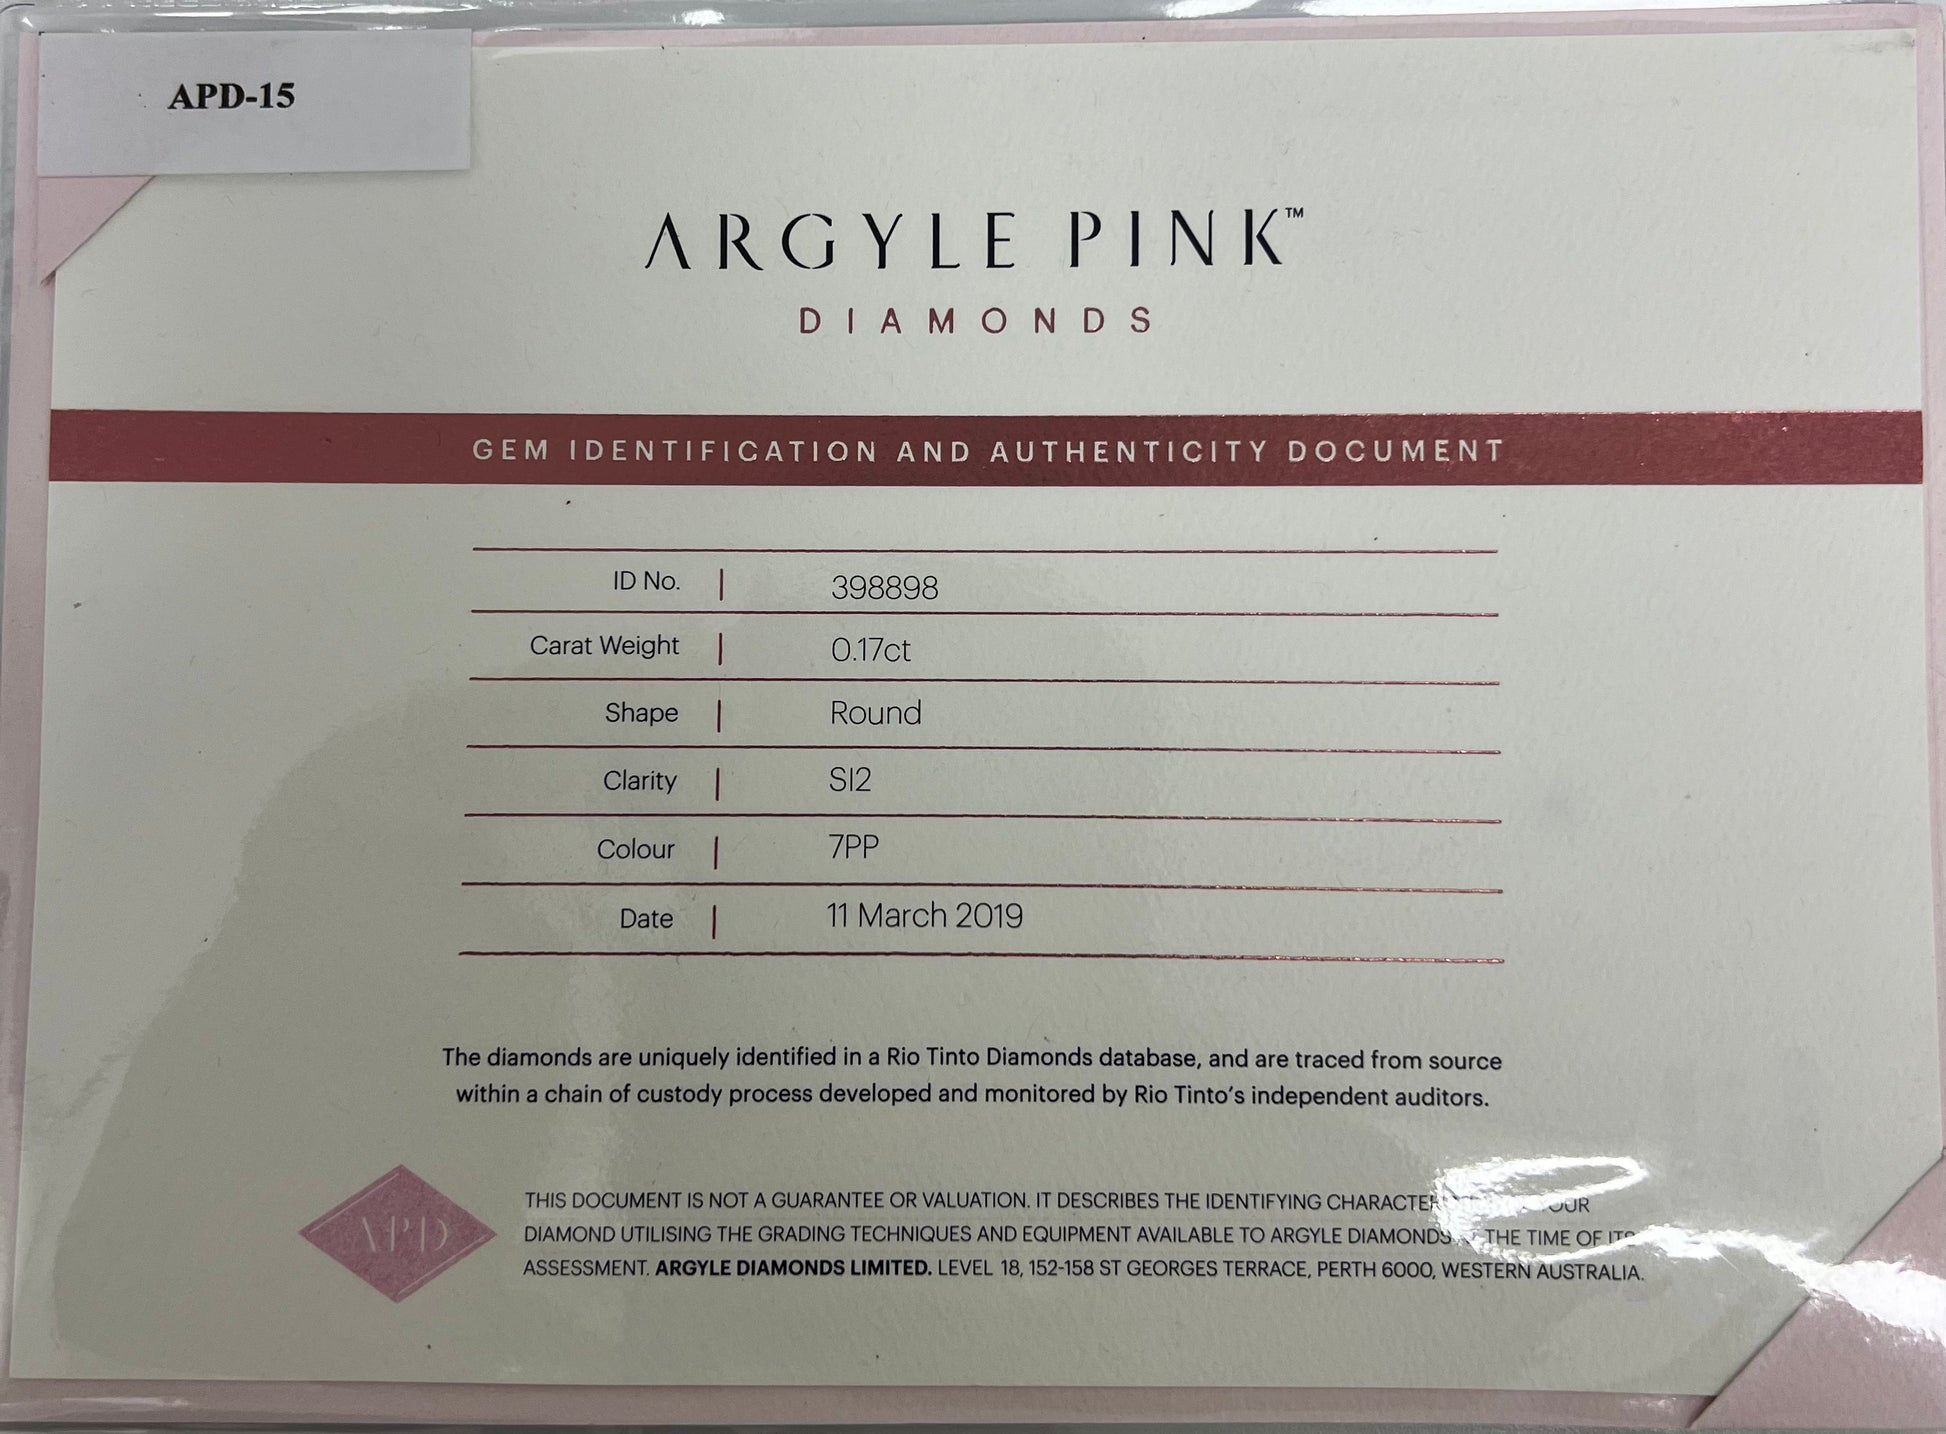 APD-15
ARGYLE PINK™
DIAMONDS
GEM IDENTIFICATION AND AUTHENTICITY DOCUMENT
ID No. | 398898
Carat Weight | 0.17ct
Shape | Round
Clarity | SI2
Colour | 7PP
Date | 11 March 2019
The diamonds are uniquely identified in a Rio Tinto Diamonds database, and are traced from source
within a chain of custody process developed and monitored by Rio Tinto's independent auditors.
APD
THIS DOCUMENT IS NOT A GUARANTEE OR VALUATION. IT DESCRIBES THE IDENTIFYING
DIAMOND UTILISING THE GRADING TECHNIQUES AND EQUIPMENT AVAILABLE TO ARGYLE DIAMONDS THE TIME OF ITS
ASSESSMENT. ARGYLE DIAMONDS LIMITED. LEVEL 18, 152-158 ST GEORGES TERRACE, PERTH 6000, WESTERN AUSTRALIA.